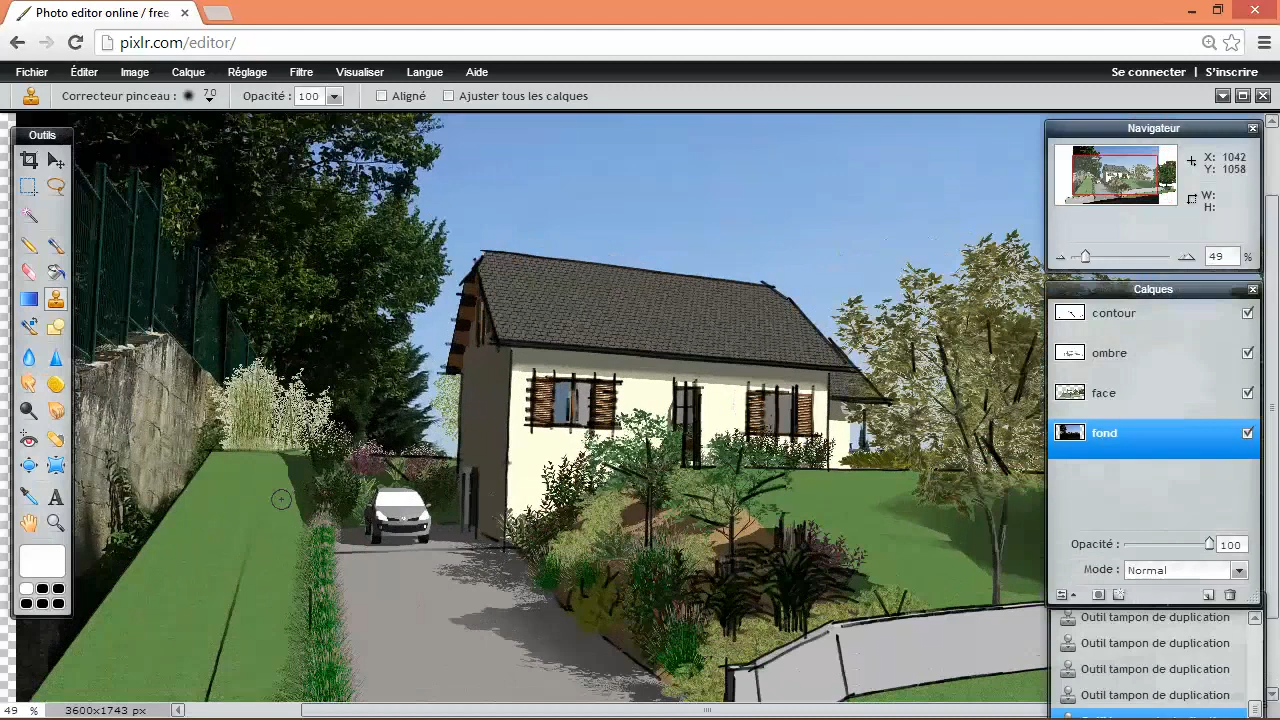 Photo editor online / free
pixlr.com/editor/
Fichier Éditer Image Calque Réglage Filtre Visualiser Langue Aide Se connecter | S'inscrire
Correcteur pinceau : 70 Opacité : 100 Aligné Ajuster tous les calques
Outils
Navigateur
X: 1042
Y: 1058
W:
H:
49 %
Calques
contour
ombre
face
fond
Opacité : 100
Mode : Normal
Outil tampon de duplication
Outil tampon de duplication
Outil tampon de duplication
Outil tampon de duplication
49 % 3600x1743 px